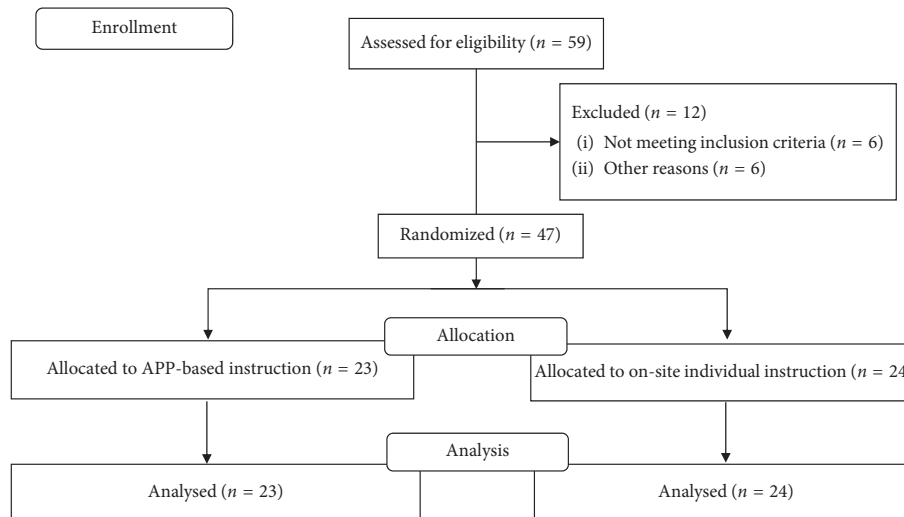 Enrollment
Assessed for eligibility (n = 59)
Excluded (n = 12)
(i) Not meeting inclusion criteria (n = 6)
(ii) Other reasons (n = 6)
Randomized (n = 47)
Allocation
Allocated to APP-based instruction (n = 23)
Allocated to on-site individual instruction (n = 24
Analysis
Analysed (n = 23)
Analysed (n = 24)